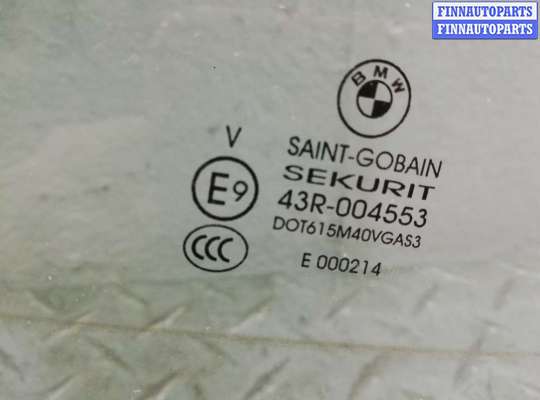 FINNAUTOPARTS
FINNAUTOPARTS
BMW
V
SAINT-GOBAIN
SEKURIT
E9
43R-004553
DOT615M40VGAS3
CCC
E 000214